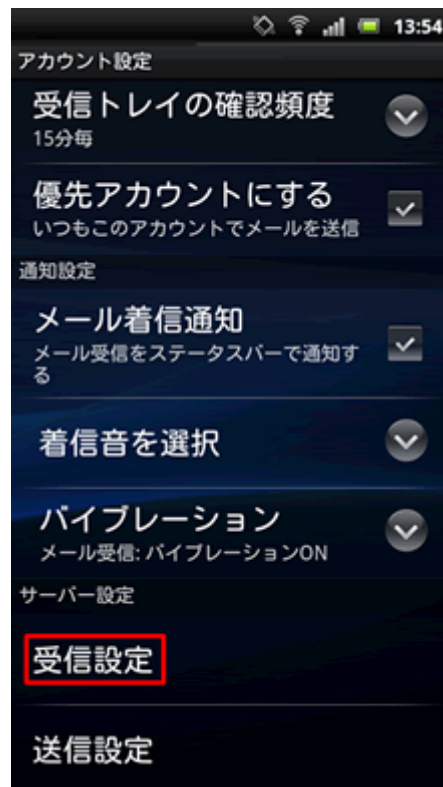 13:54
アカウント設定
受信トレイの確認頻度
15分毎
優先アカウントにする
いつもこのアカウントでメールを送信
通知設定
メール着信通知
メール受信をステータスバーで通知す
る
着信音を選択
バイブレーション
メール受信: バイブレーションON
サーバー設定
受信設定
送信設定